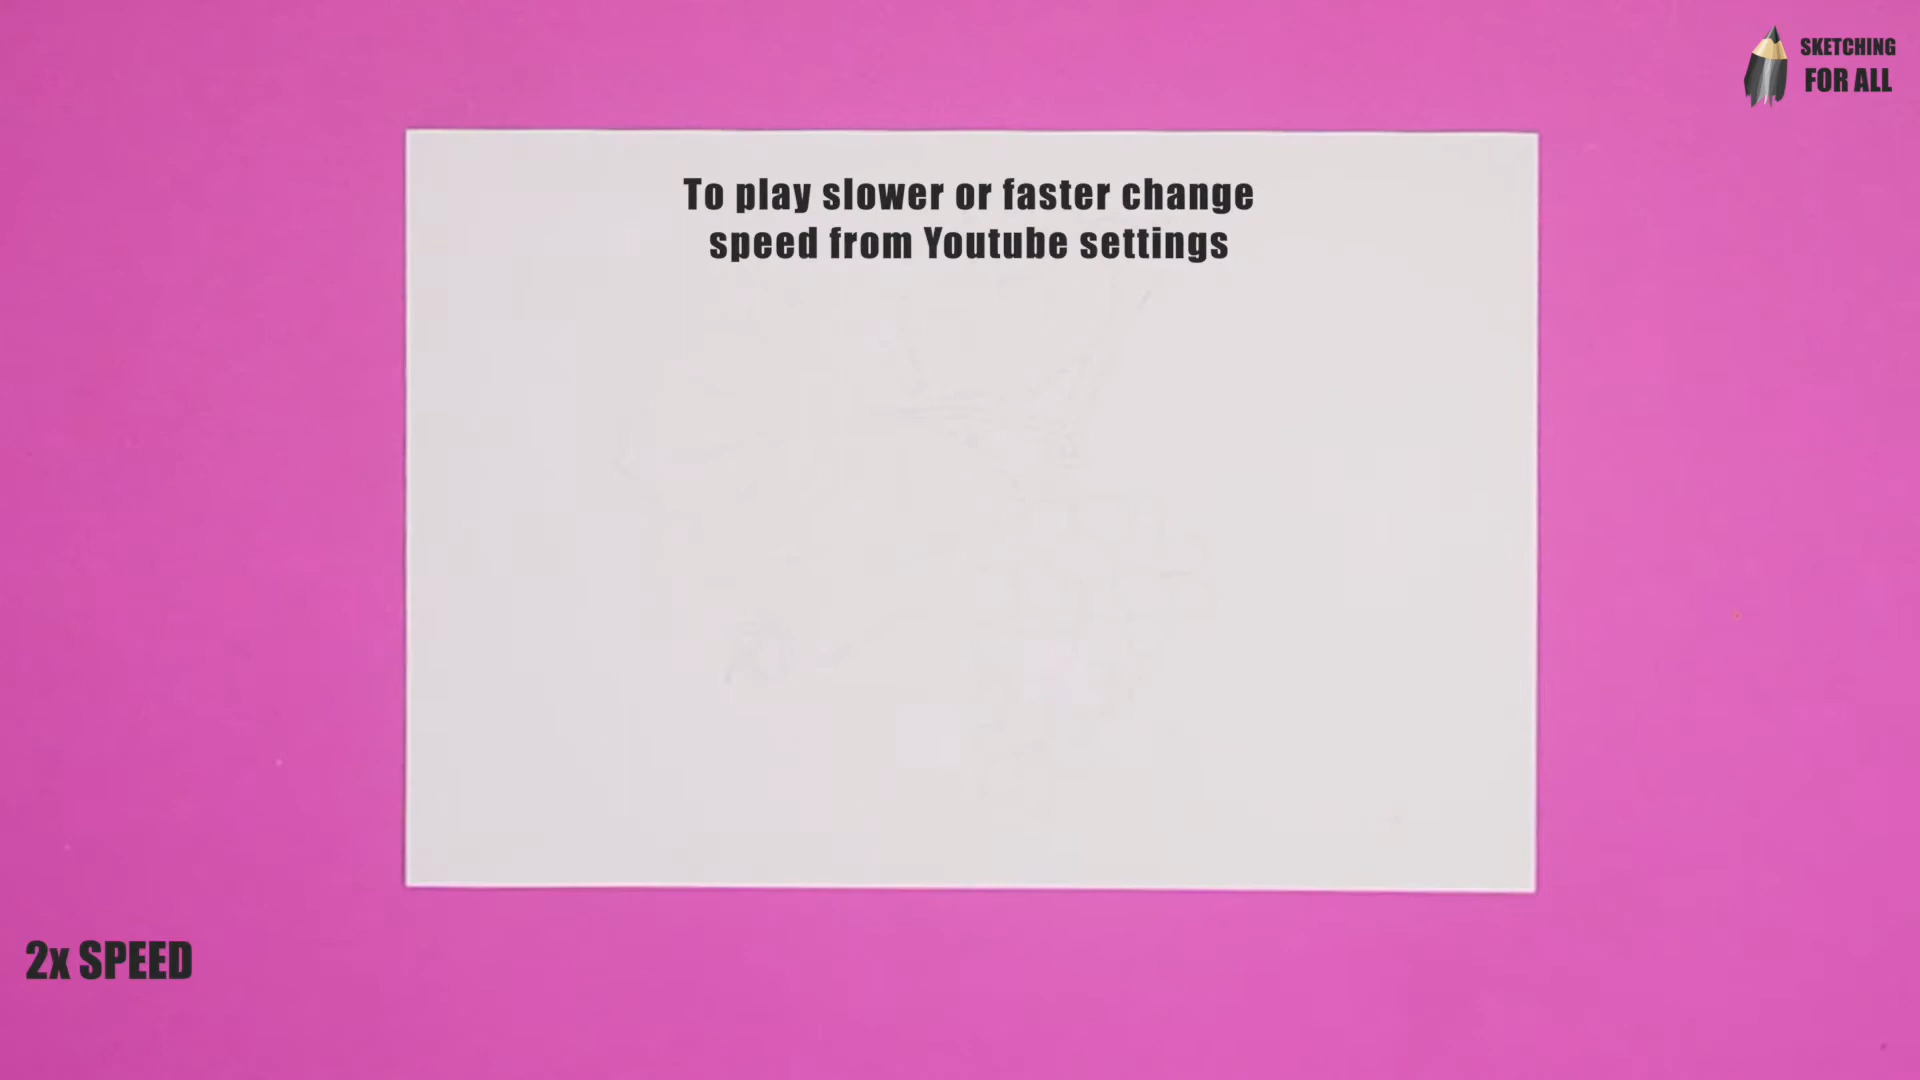 SKETCHING
FOR ALL
To play slower or faster change
speed from Youtube settings
2x SPEED